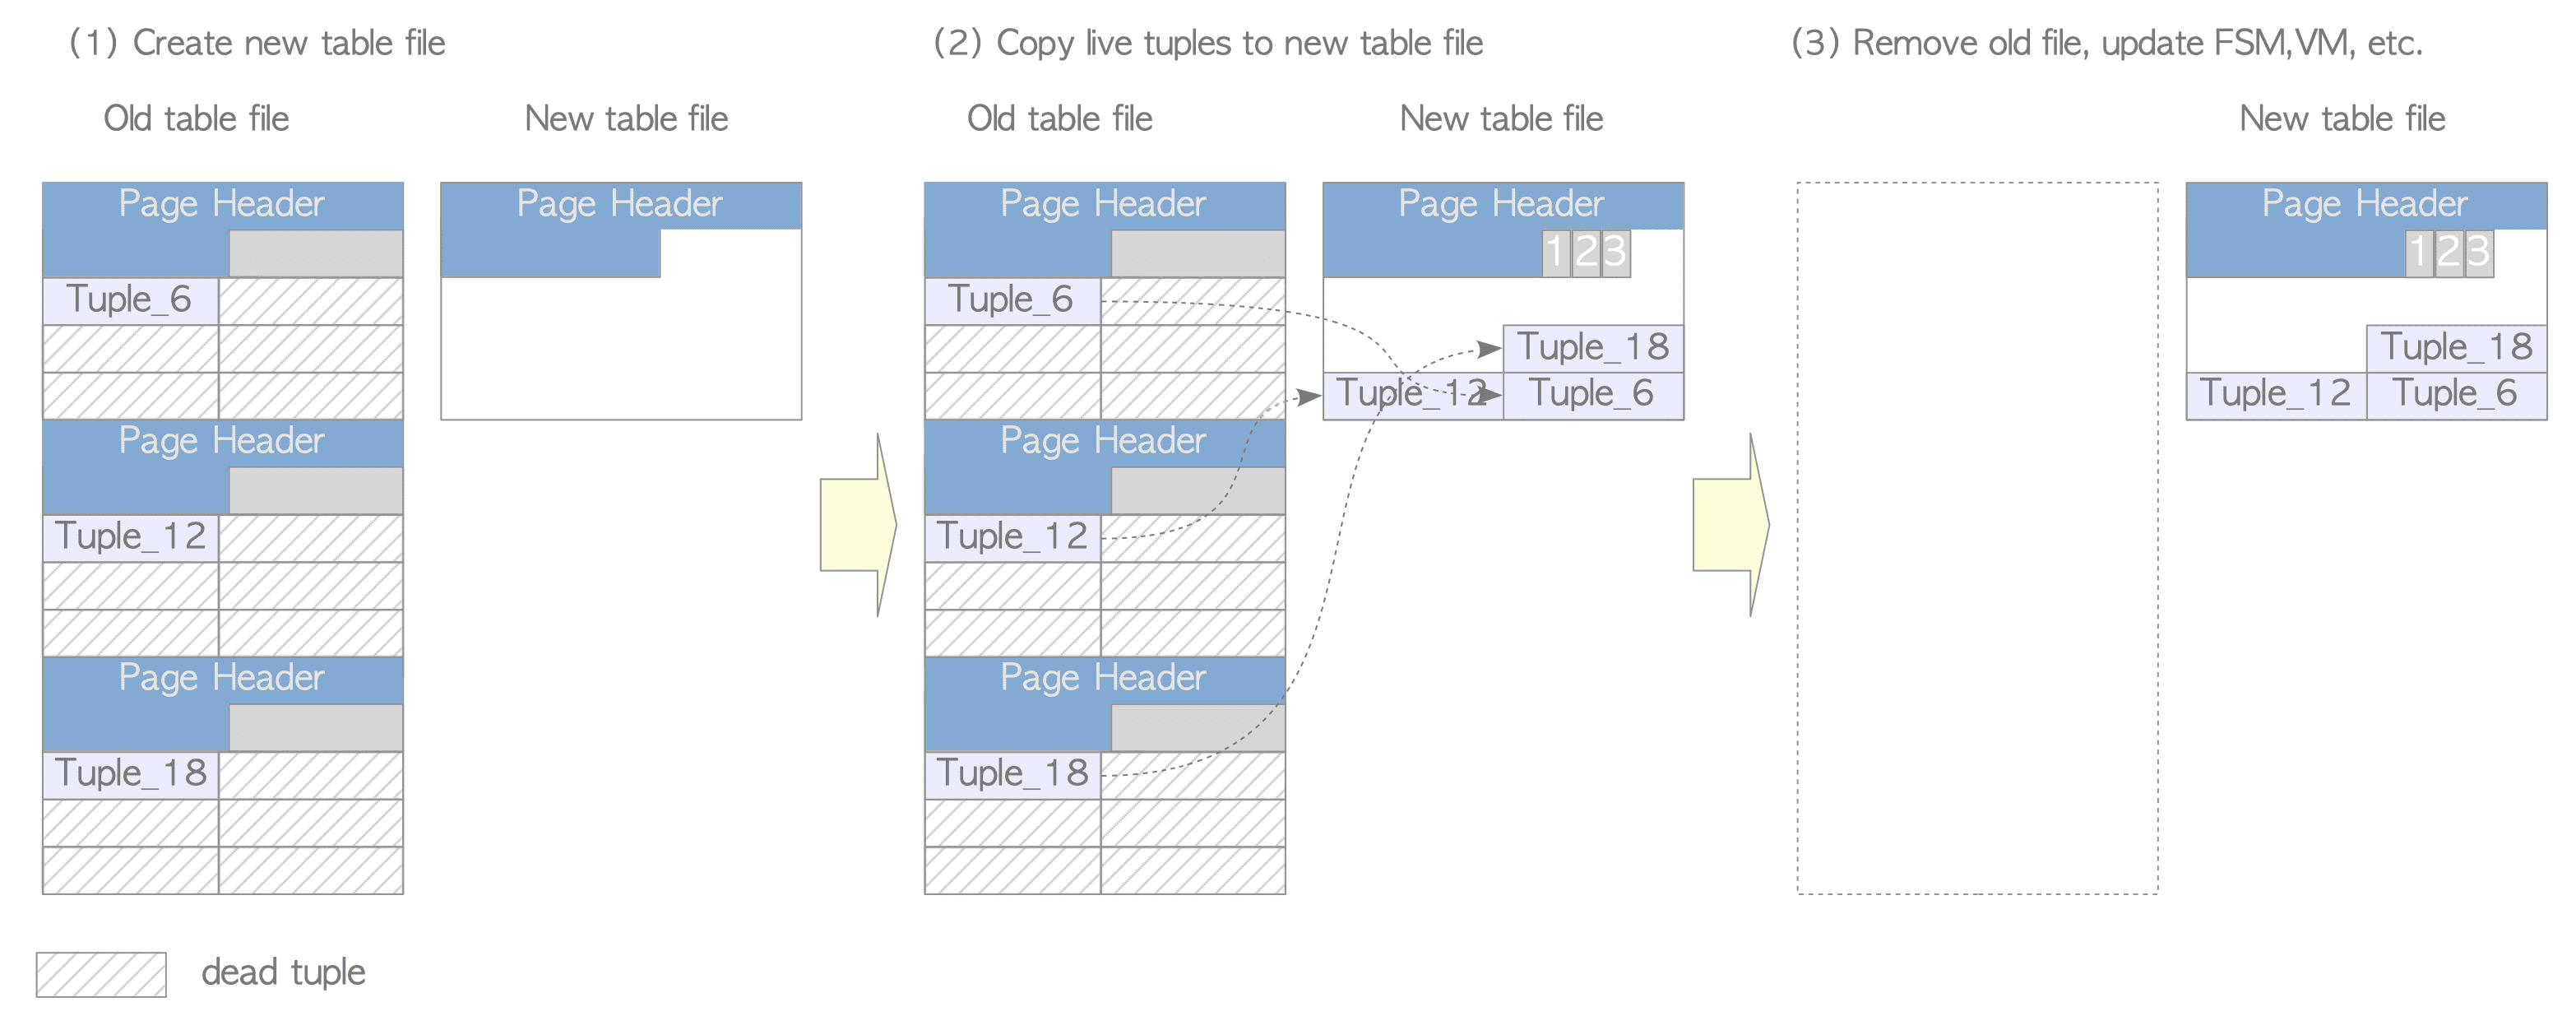 (1) Create new table file
Old table file
New table file
Page Header
Tuple_6
Page Header
Tuple_12
Page Header
Tuple_18
Page Header
(2) Copy live tuples to new table file
Old table file
New table file
Page Header
Tuple_6
Page Header
Tuple_12
Page Header
Tuple_18
Page Header
1 2 3
Tuple_18
Tuple_12 Tuple_6
(3) Remove old file, update FSM,VM, etc.
New table file
Page Header
1 2 3
Tuple_18
Tuple_12 Tuple_6
dead tuple